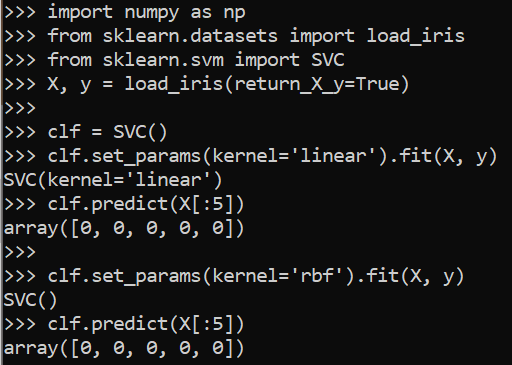 >>> import numpy as np
>>> from sklearn.datasets import load_iris
>>> from sklearn.svm import SVC
>>> X, y = load_iris(return_X_y=True)
>>>
>>> clf = SVC()
>>> clf.set_params(kernel='linear').fit(X, y)
SVC(kernel='linear')
>>> clf.predict(X[:5])
array([0, 0, 0, 0, 0])
>>>
>>> clf.set_params(kernel='rbf').fit(X, y)
SVC()
>>> clf.predict(X[:5])
array([0, 0, 0, 0, 0])